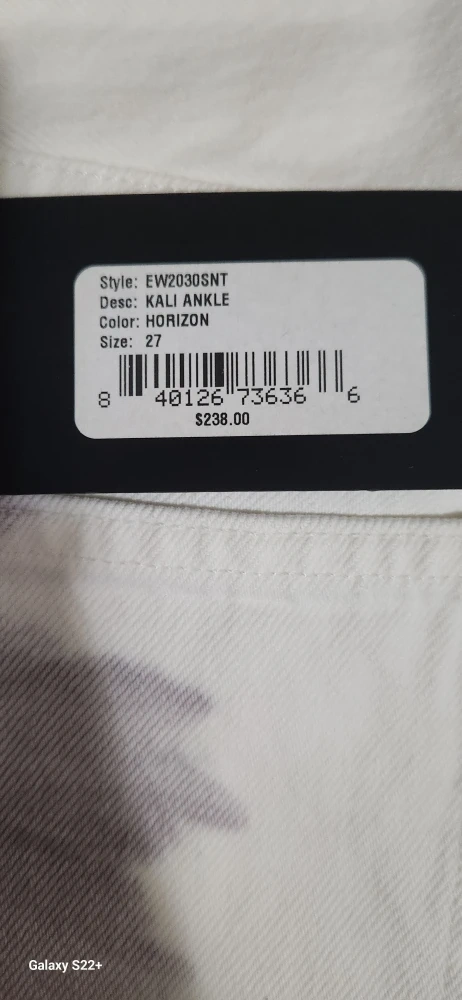 Style: EW2030SNT
Desc: KALI ANKLE
Color: HORIZON
Size: 27
8 40126 73636 6
$238.00
Galaxy S22+